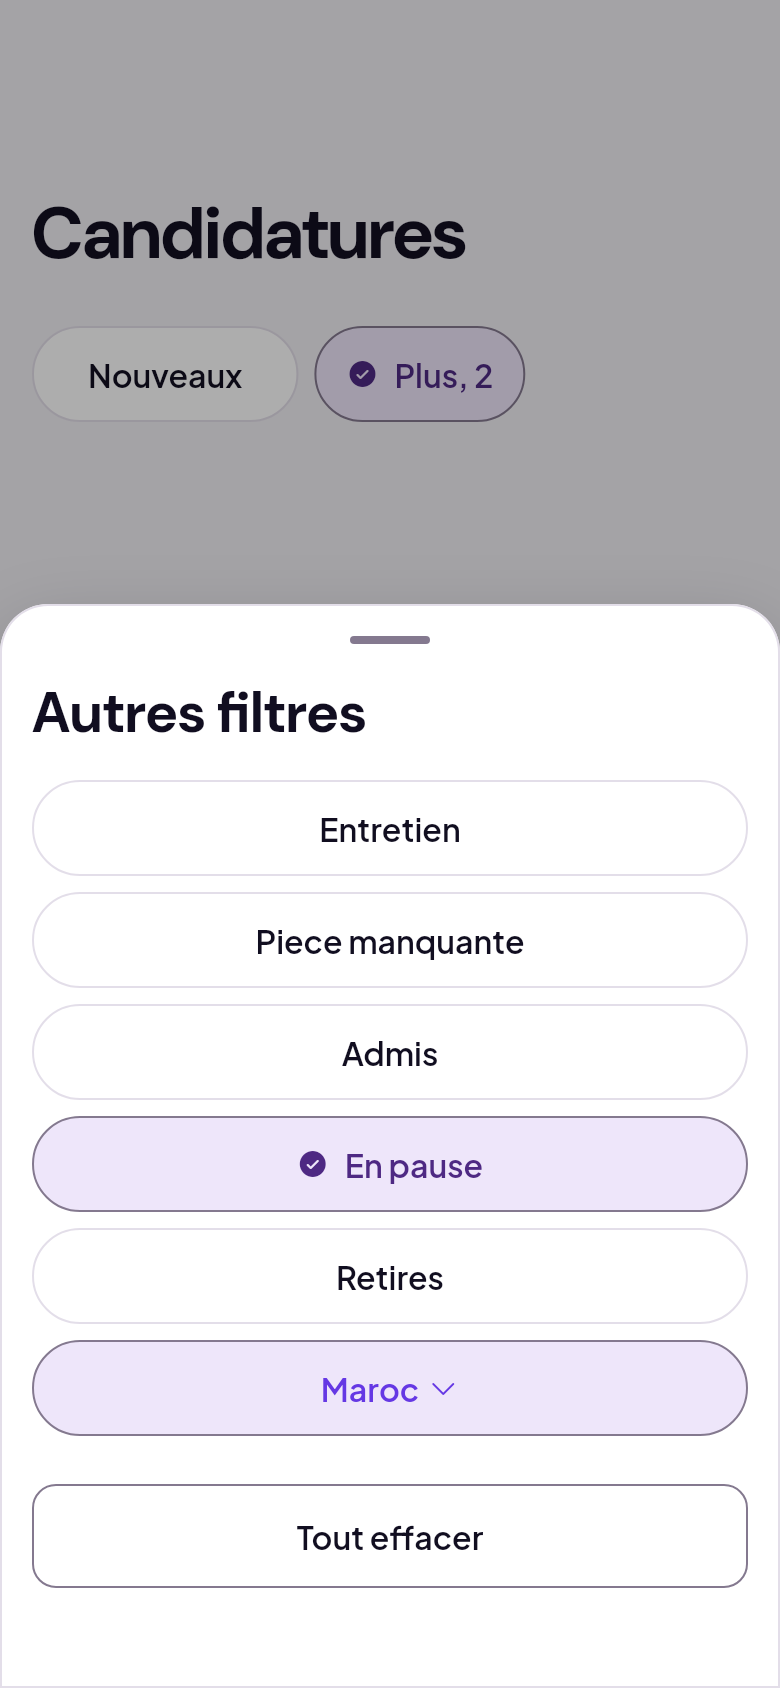 Candidatures
Nouveaux
Plus, 2
Autres filtres
Entretien
Piece manquante
Admis
En pause
Retires
Maroc
Tout effacer